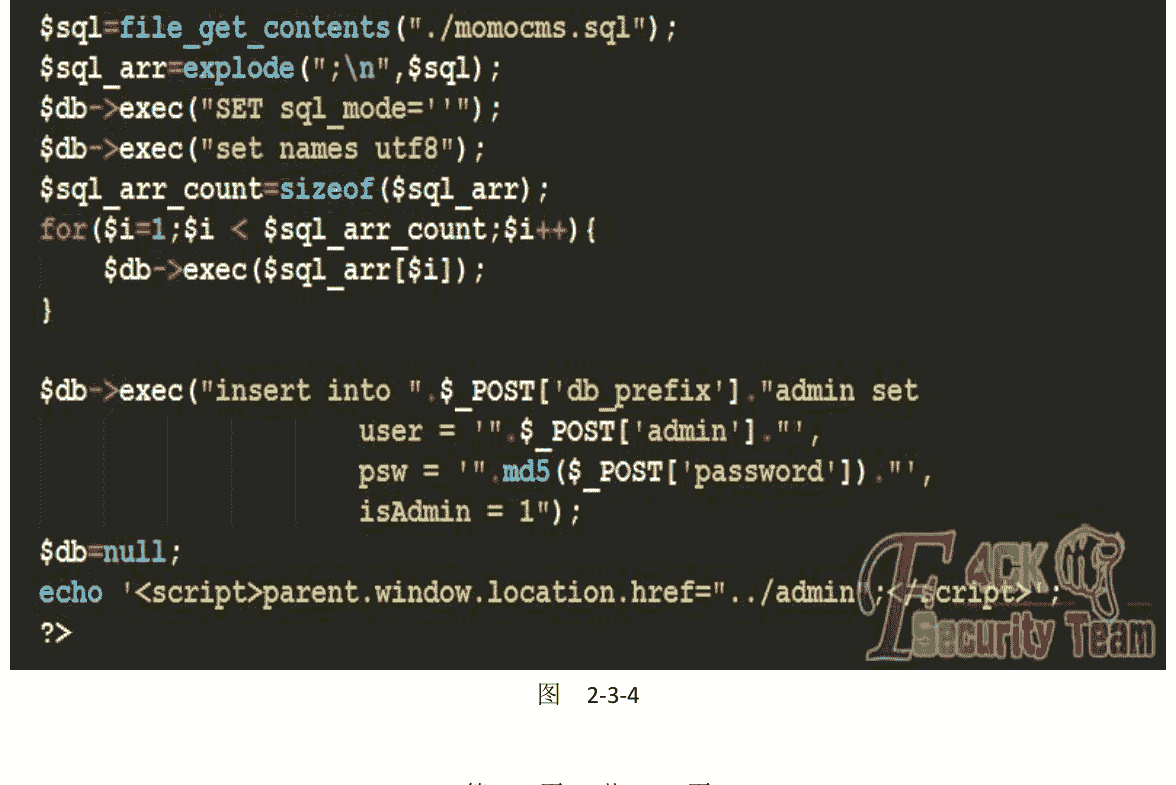 $sql=file_get_contents("./momocms.sql");
$sql_arr=explode(";\n",$sql);
$db->exec("SET sql_mode=''");
$db->exec("set names utf8");
$sql_arr_count=sizeof($sql_arr);
for($i=1;$i < $sql_arr_count;$i++){
    $db->exec($sql_arr[$i]);
}
$db->exec("insert into ".$_POST['db_prefix']."admin set
user = '".$_POST['admin']."',
psw = '".md5($_POST['password'])."',
isAdmin = 1");
$db=null;
echo '<script>parent.window.location.href="../admin";</script>';
?>
F4CK
Security Team
图 2-3-4